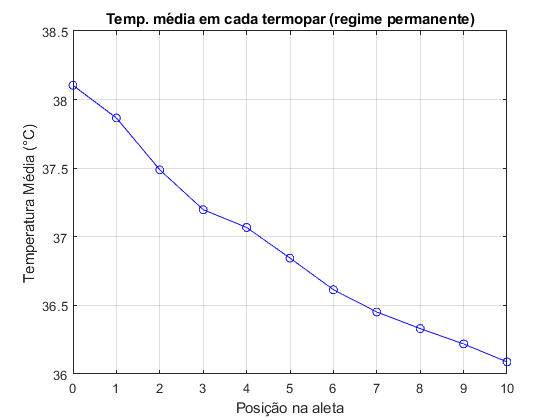 Temp. média em cada termopar (regime permanente)
38.5
38
37.5
37
36.5
36
Temperatura Média (°C)
0 1 2 3 4 5 6 7 8 9 10
Posição na aleta